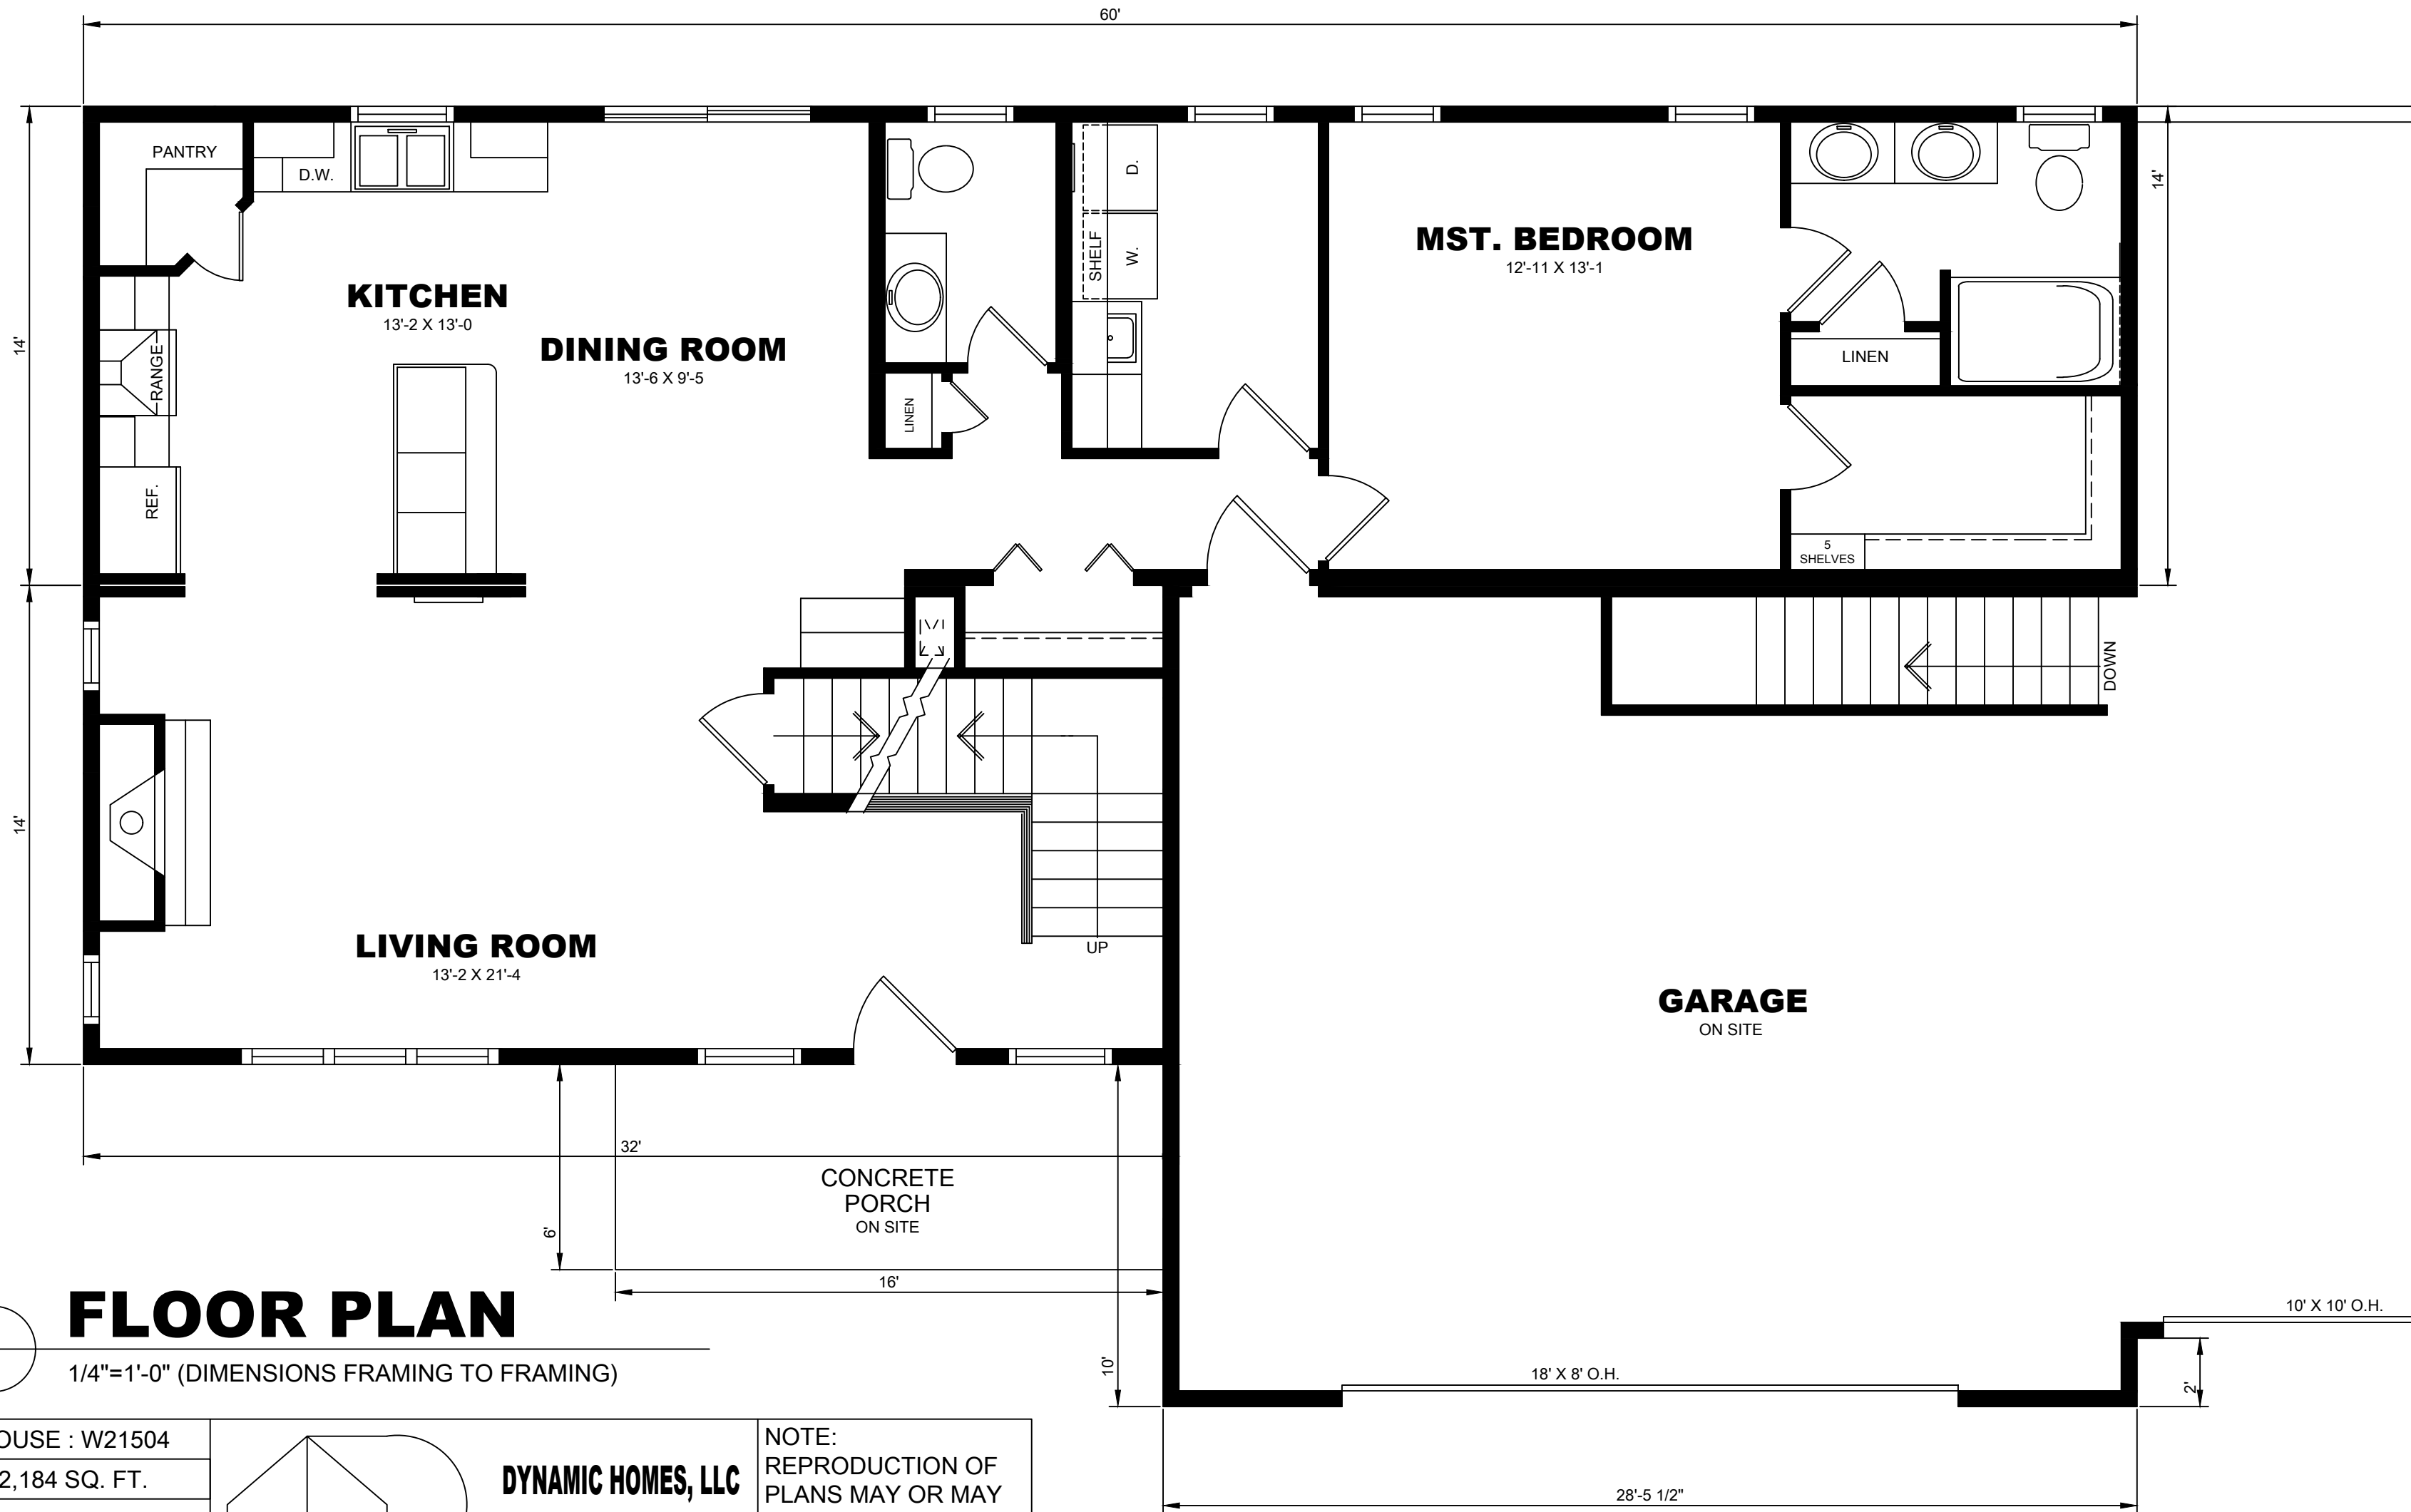 60'
PANTRY
D.W.
D.
SHELF
W.
14'
MST. BEDROOM
12'-11 X 13'-1
KITCHEN
13'-2 X 13'-0
DINING ROOM
13'-6 X 9'-5
14'
RANGE
LINEN
LINEN
REF.
5
SHELVES
DOWN
14'
UP
LIVING ROOM
13'-2 X 21'-4
GARAGE
ON SITE
32'
CONCRETE
PORCH
ON SITE
6'
16'
10' X 10' O.H.
FLOOR PLAN
1/4"=1'-0" (DIMENSIONS FRAMING TO FRAMING)
10'
18' X 8' O.H.
2'
OUSE : W21504
2,184 SQ. FT.
DYNAMIC HOMES, LLC
NOTE:
REPRODUCTION OF
PLANS MAY OR MAY
28'-5 1/2"